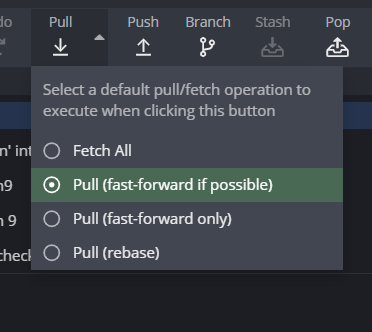 do Pull Push Branch Stash Pop
Select a default pull/fetch operation to
execute when clicking this button
n' int
Fetch All
n9
Pull (fast-forward if possible)
n 9
Pull (fast-forward only)
check
Pull (rebase)